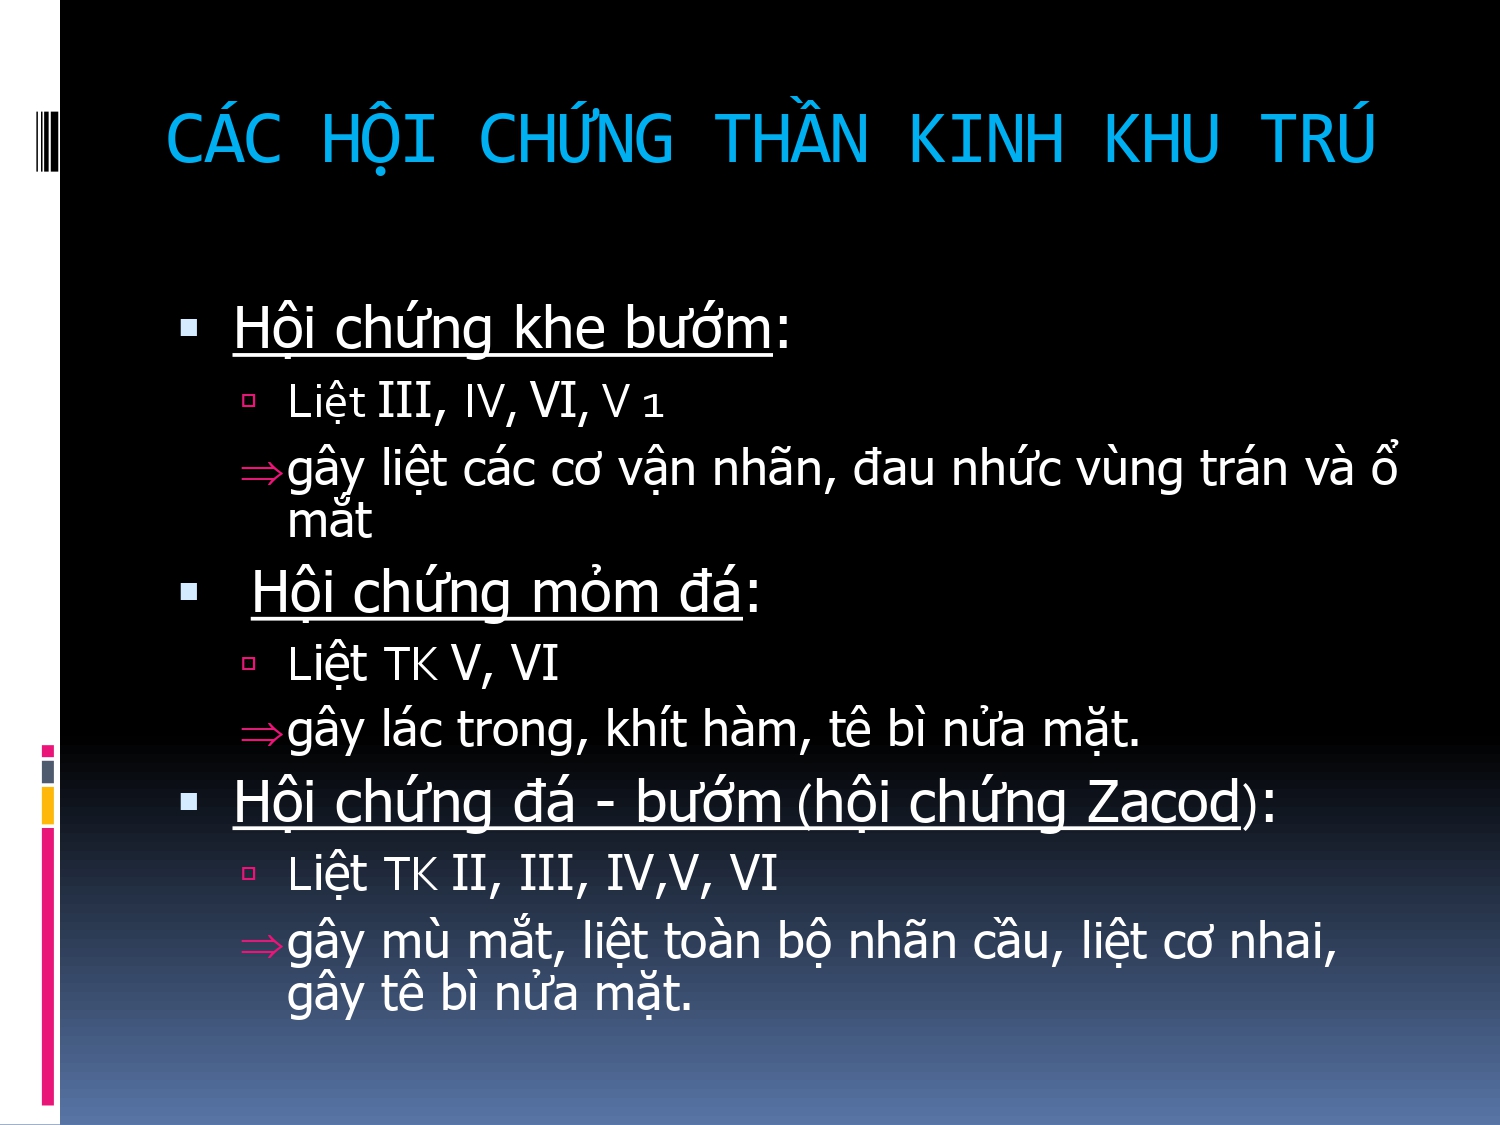 CÁC HỘI CHỨNG THẦN KINH KHU TRÚ
▪ Hội chứng khe bướm:
▫ Liệt III, IV, VI, V 1
⇒gây liệt các cơ vận nhãn, đau nhức vùng trán và ổ
mắt
▪ Hội chứng mỏm đá:
▫ Liệt TK V, VI
⇒gây lác trong, khít hàm, tê bì nửa mặt.
▪ Hội chứng đá - bướm (hội chứng Zacod):
▫ Liệt TK II, III, IV,V, VI
⇒gây mù mắt, liệt toàn bộ nhãn cầu, liệt cơ nhai,
gây tê bì nửa mặt.